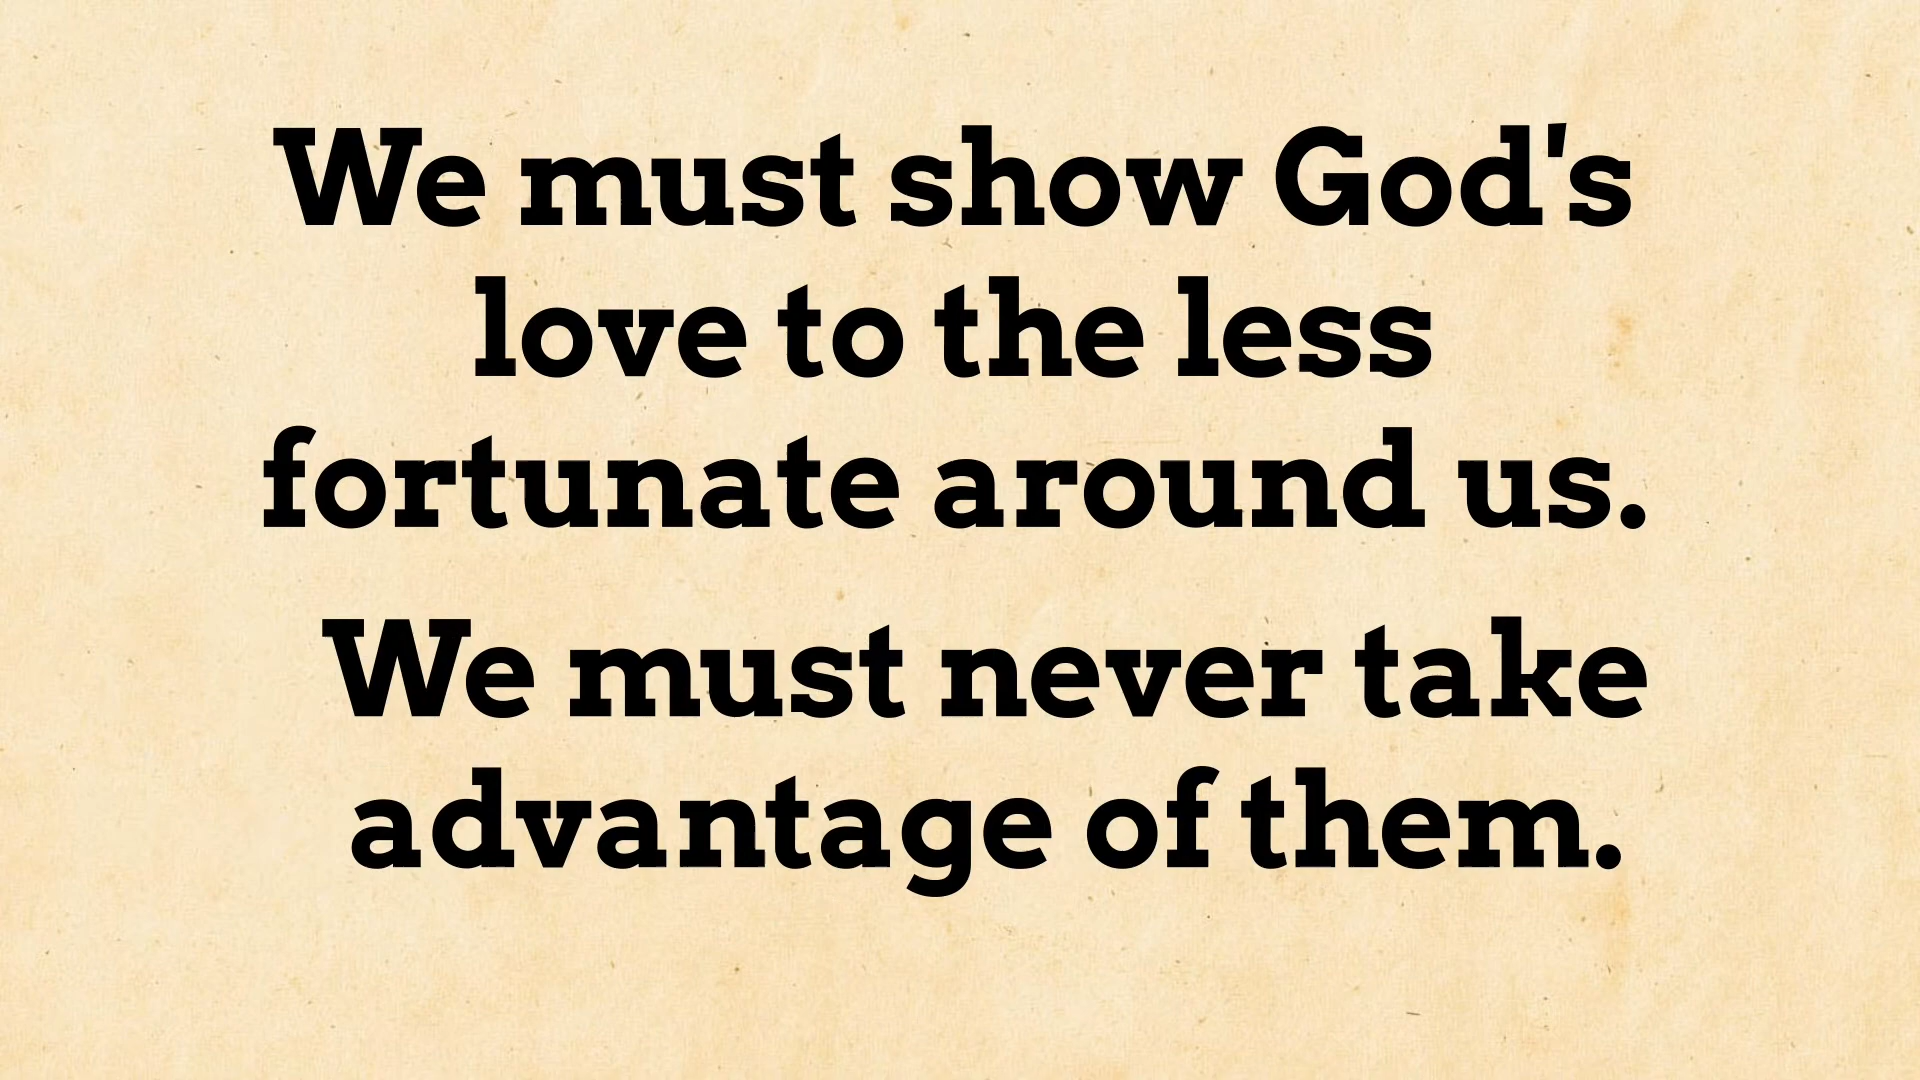 We must show God's
love to the less
fortunate around us.
We must never take
advantage of them.